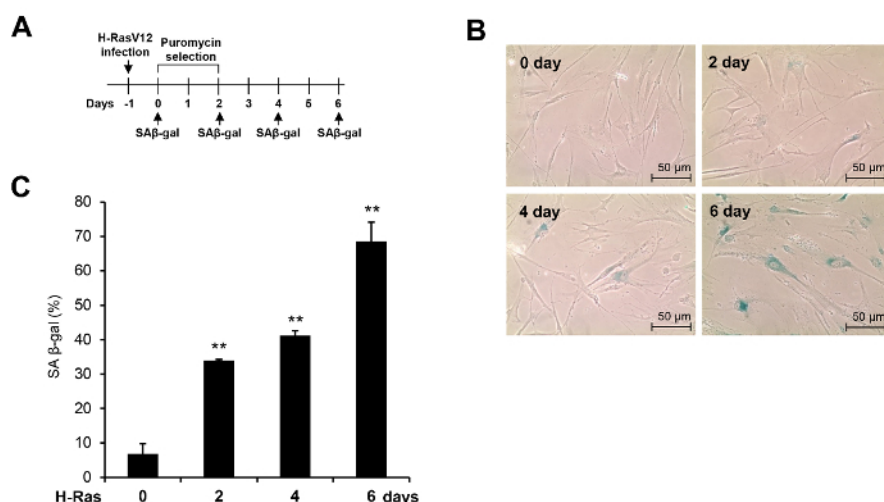 A
H-RasV12
infection
Puromycin
selection
Days -1 0 1 2 3 4 5 6
SAβ-gal SAβ-gal SAβ-gal SAβ-gal
B
0 day
50 µm
2 day
50 µm
4 day
50 µm
6 day
50 µm
C
SA β-gal (%)
80
70
60
50
40
30
20
10
0
**
**
**
H-Ras 0 2 4 6 days